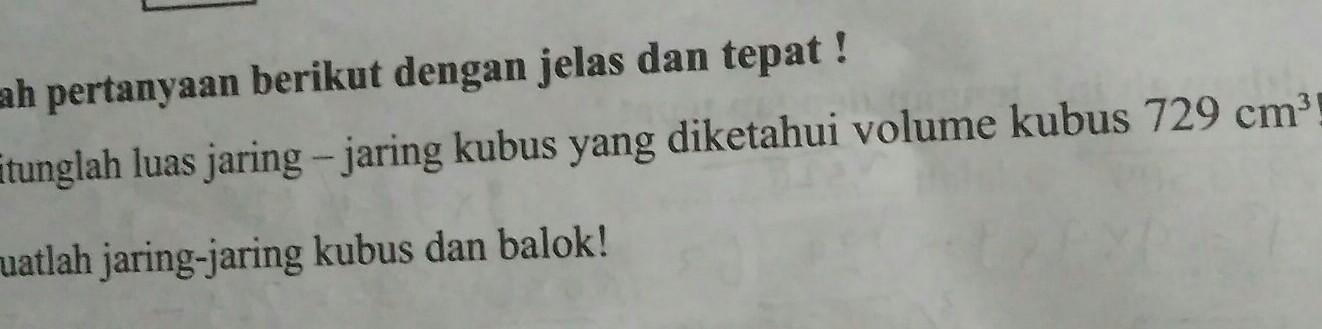 ah pertanyaan berikut dengan jelas dan tepat !
itunglah luas jaring – jaring kubus yang diketahui volume kubus 729 cm³!
uatlah jaring-jaring kubus dan balok!